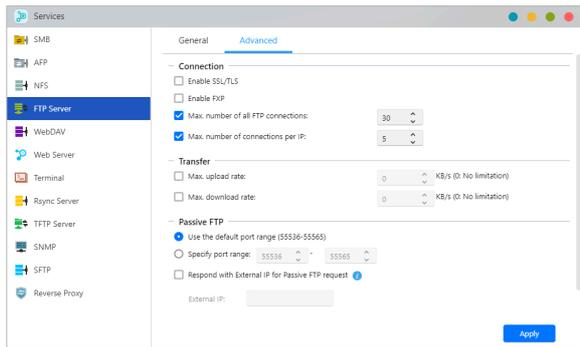 Services
SMB
AFP
NFS
FTP Server
WebDAV
Web Server
Terminal
Rsync Server
TFTP Server
SNMP
SFTP
Reverse Proxy
General Advanced
Connection
Enable SSL/TLS
Enable FXP
Max. number of all FTP connections: 30
Max. number of connections per IP: 5
Transfer
Max. upload rate: 0 KB/s (0: No limitation)
Max. download rate: 0 KB/s (0: No limitation)
Passive FTP
Use the default port range (55536-55565)
Specify port range: 55536 - 55565
Respond with External IP for Passive FTP request
External IP:
Apply